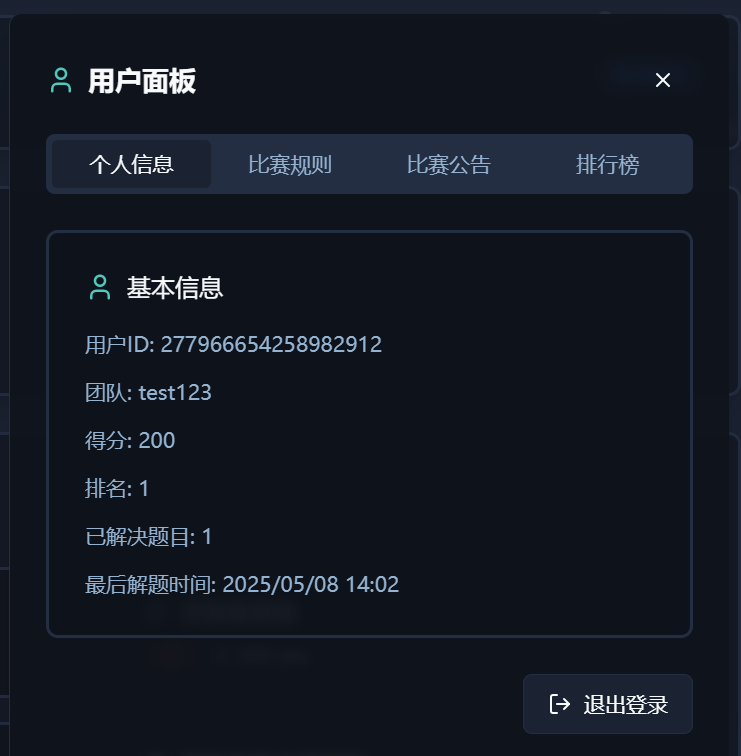 用户面板
个人信息 比赛规则 比赛公告 排行榜
基本信息
用户ID: 277966654258982912
团队: test123
得分: 200
排名: 1
已解决题目: 1
最后解题时间: 2025/05/08 14:02
退出登录